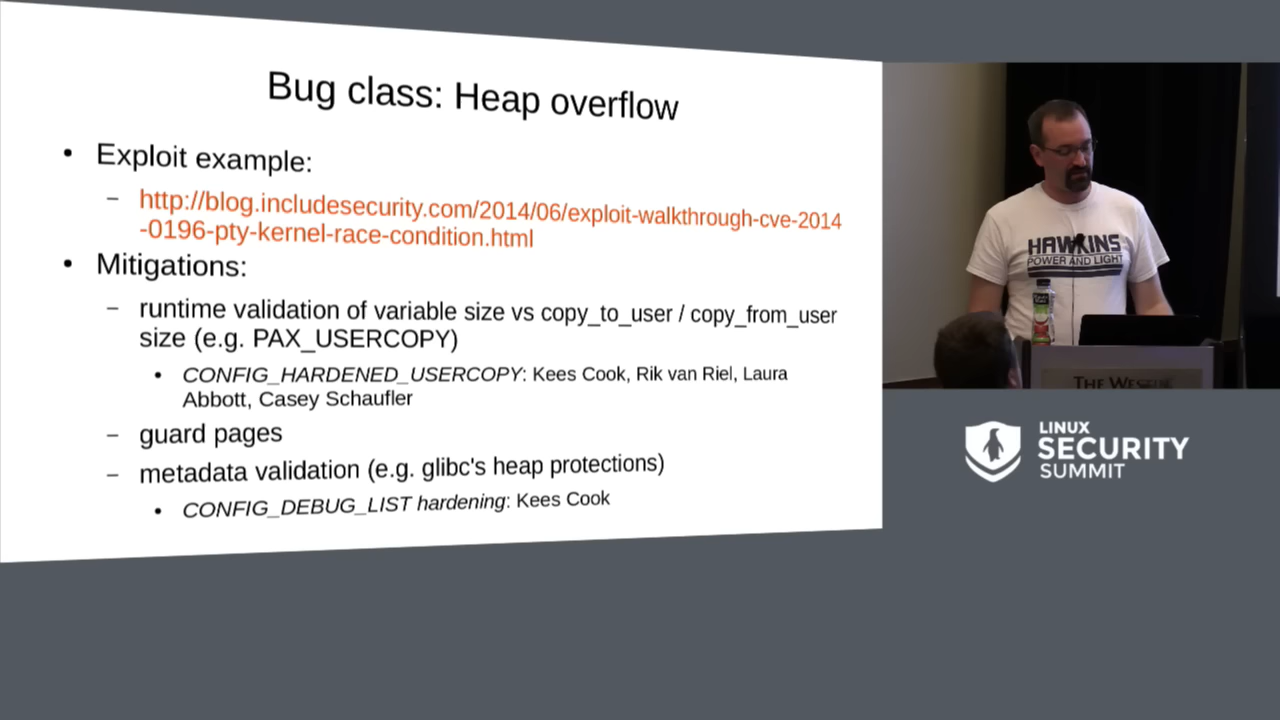 Bug class: Heap overflow
• Exploit example:
– http://blog.includesecurity.com/2014/06/exploit-walkthrough-cve-2014
-0196-pty-kernel-race-condition.html
• Mitigations:
– runtime validation of variable size vs copy_to_user / copy_from_user
size (e.g. PAX_USERCOPY)
• CONFIG_HARDENED_USERCOPY: Kees Cook, Rik van Riel, Laura
Abbott, Casey Schaufler
– guard pages
– metadata validation (e.g. glibc's heap protections)
• CONFIG_DEBUG_LIST hardening: Kees Cook
HAWKINS
POWER AND LIGHT
THE WESTIN
LINUX
SECURITY
SUMMIT